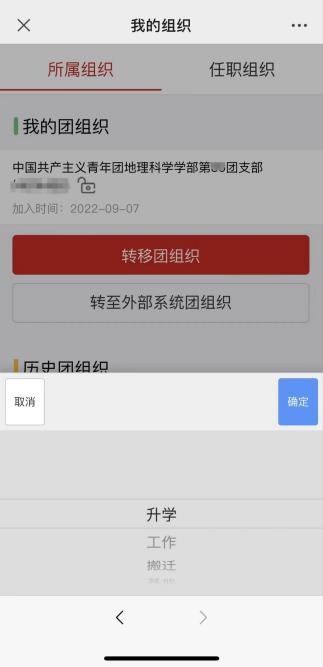 我的组织
所属组织
任职组织
我的团组织
中国共产主义青年团地理科学学部第 团支部
加入时间：2022-09-07
转移团组织
转至外部系统团组织
历史团组织
取消
确定
升学
工作
搬迁